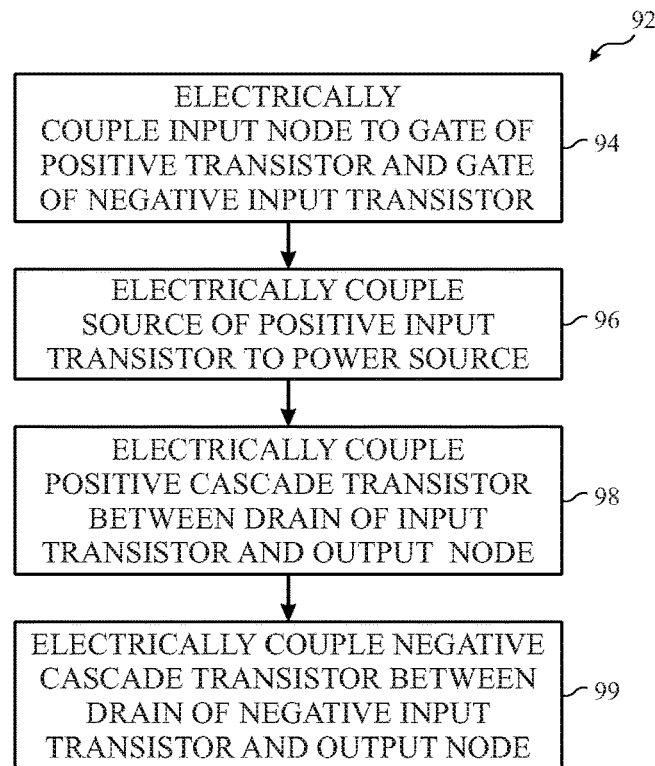 92
ELECTRICALLY
COUPLE INPUT NODE TO GATE OF
POSITIVE TRANSISTOR AND GATE
OF NEGATIVE INPUT TRANSISTOR
94
ELECTRICALLY COUPLE
SOURCE OF POSITIVE INPUT
TRANSISTOR TO POWER SOURCE
96
ELECTRICALLY COUPLE
POSITIVE CASCADE TRANSISTOR
BETWEEN DRAIN OF INPUT
TRANSISTOR AND OUTPUT NODE
98
ELECTRICALLY COUPLE NEGATIVE
CASCADE TRANSISTOR BETWEEN
DRAIN OF NEGATIVE INPUT
TRANSISTOR AND OUTPUT NODE
99